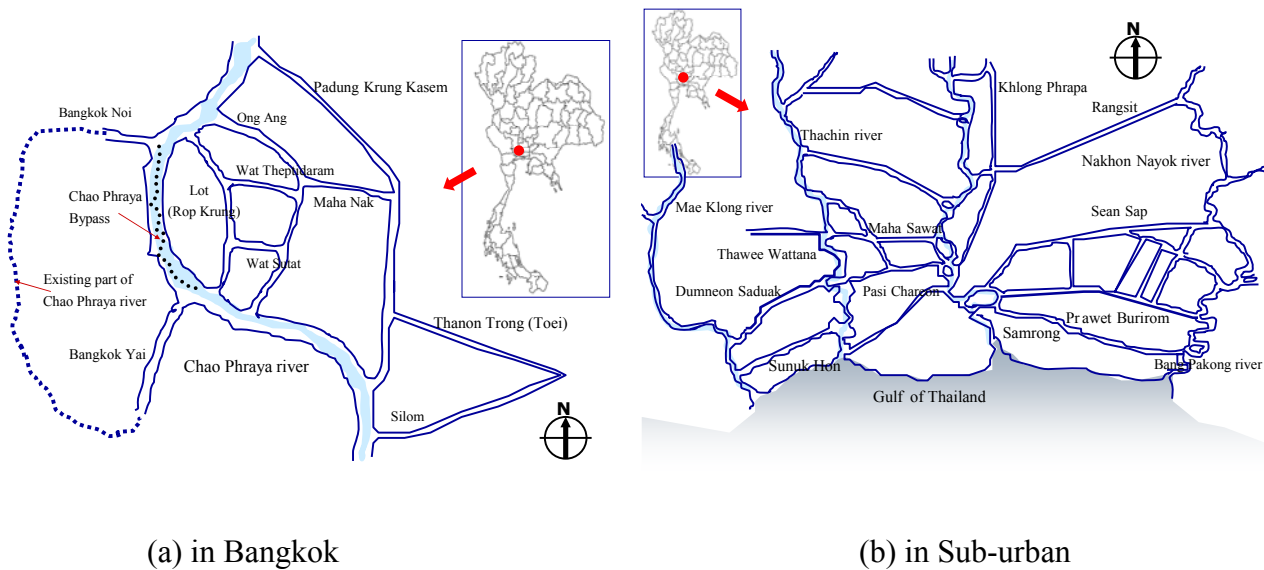 Padung Krung Kasem
Bangkok Noi
Ong Ang
Wat Thepudaram
Chao Phraya
Bypass
Lot
(Rop Krung)
Maha Nak
Wat Sutat
Existing part of
Chao Phraya river
Bangkok Yai
Chao Phraya river
Thanon Trong (Toei)
Silom
N
(a) in Bangkok
N
Khlong Phrapa
Rangsit
Thachin river
Nakhon Nayok river
Mae Klong river
Sean Sap
Maha Sawat
Thawee Wattana
Dumneon Saduak
Pasi Charoen
Prawet Burirom
Samrong
Sunuk Hon
Bang Pakong river
Gulf of Thailand
(b) in Sub-urban